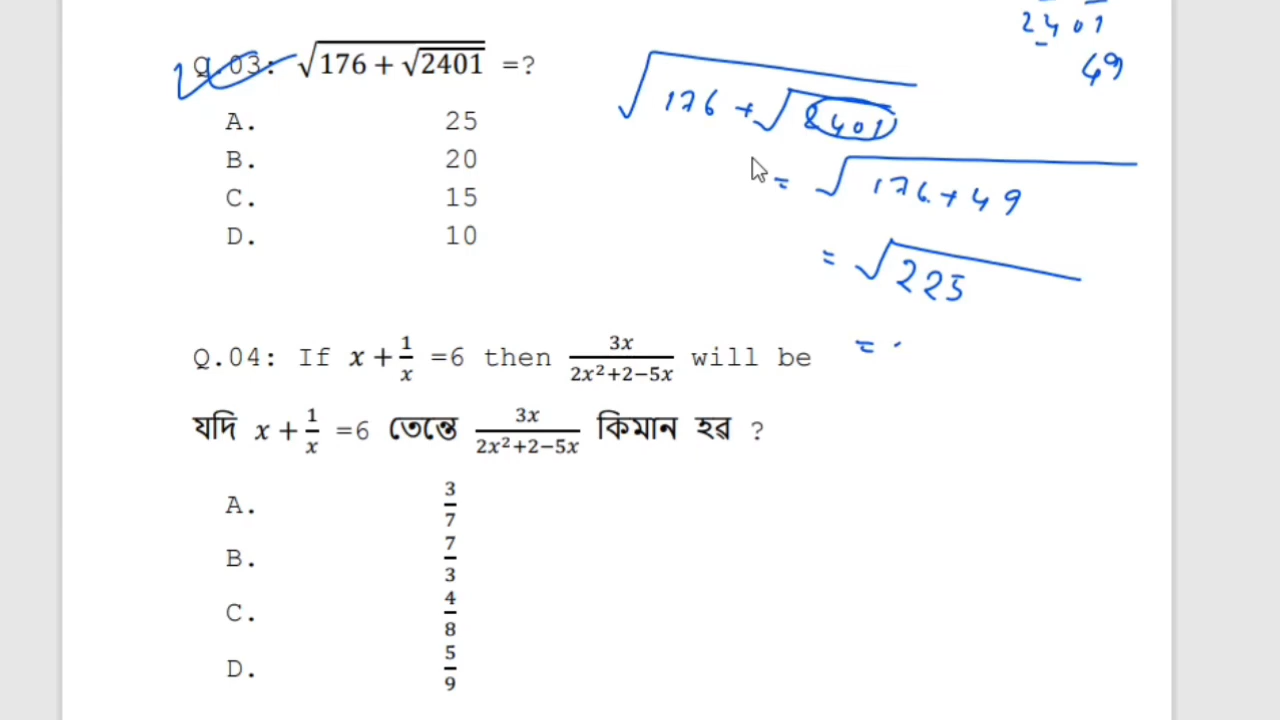 2401
49
Q.03: √(176 + √2401) =?
√(176 + √2401)
= √(176 + 49)
= √225
=
A. 25
B. 20
C. 15
D. 10
Q.04: If x + 1/x =6 then 3x/(2x²+2−5x) will be
যদি x + 1/x =6 তেন্তে 3x/(2x²+2−5x) কিমান হৱ ?
A. 3/7
B. 7/3
C. 4/8
D. 5/9